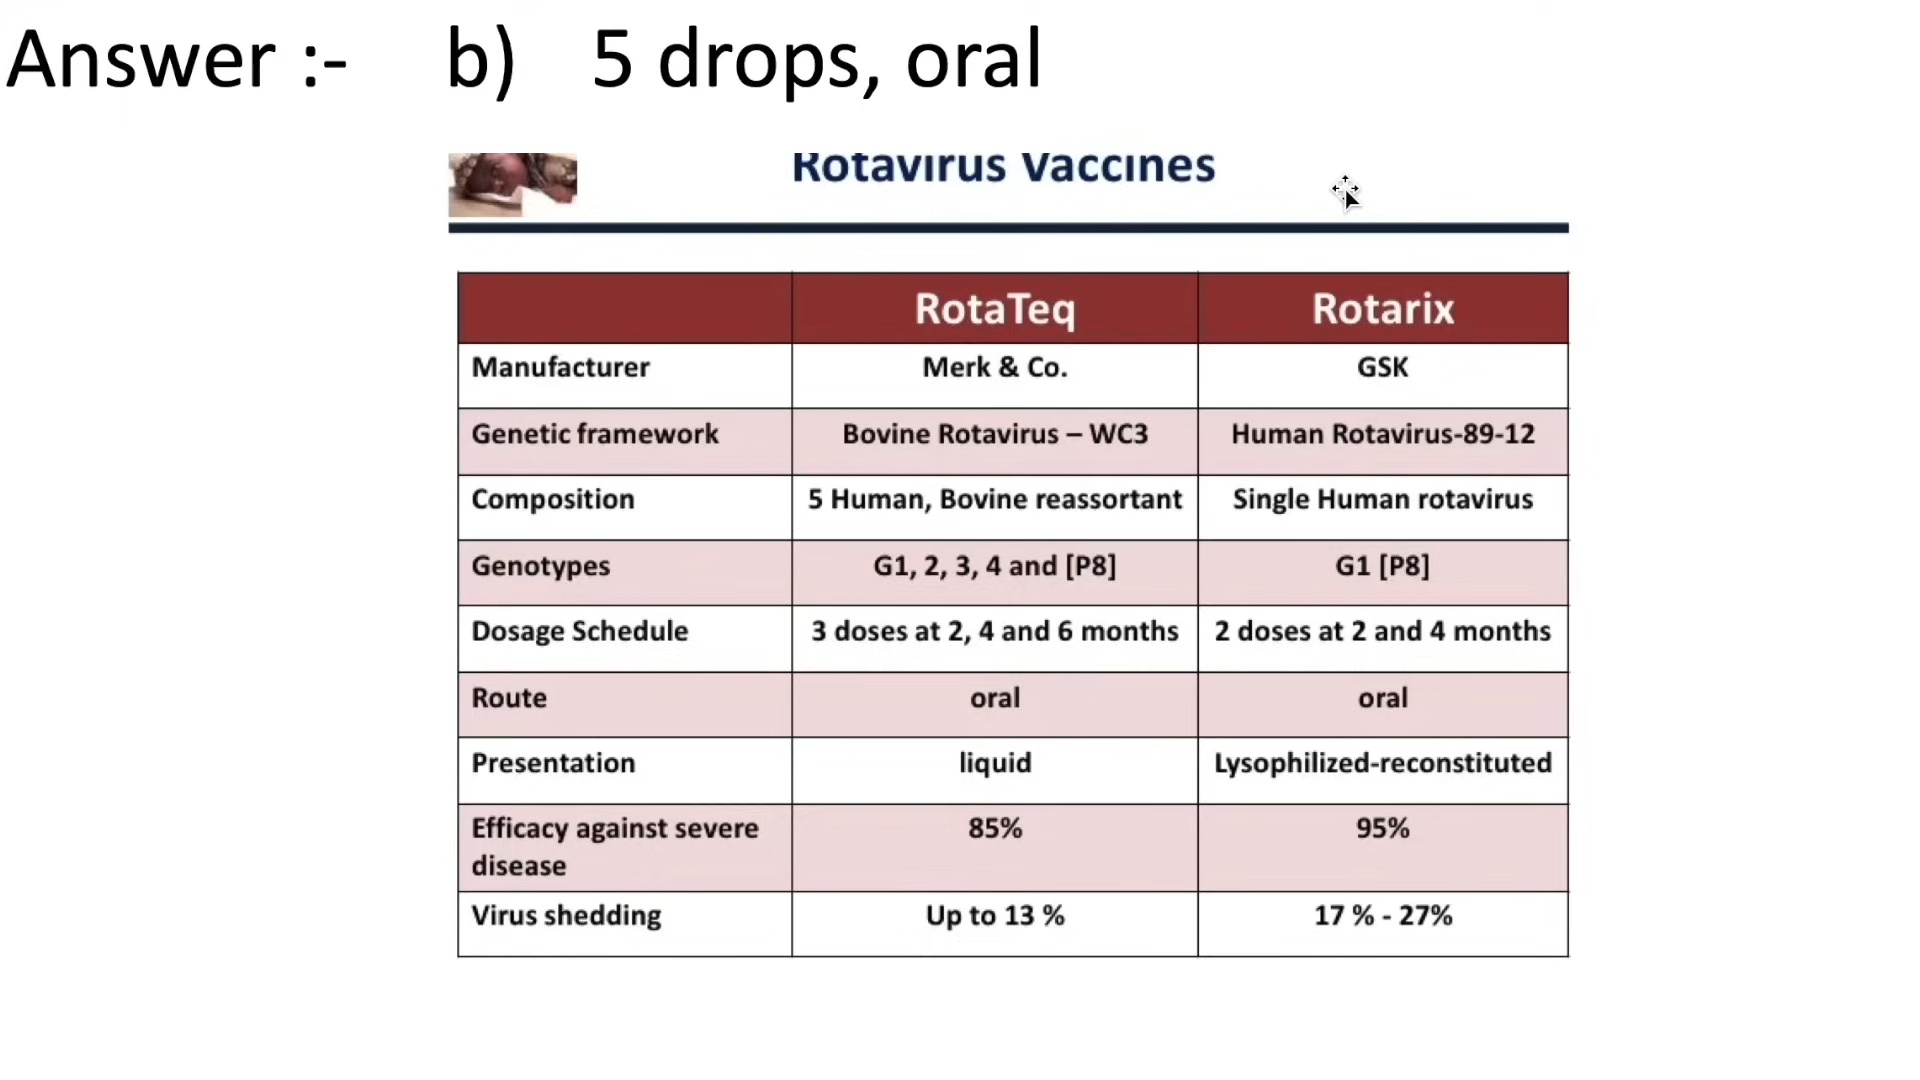 Answer :- b) 5 drops, oral
Rotavirus Vaccines
RotaTeq Rotarix
Manufacturer Merk & Co. GSK
Genetic framework Bovine Rotavirus – WC3 Human Rotavirus-89-12
Composition 5 Human, Bovine reassortant Single Human rotavirus
Genotypes G1, 2, 3, 4 and [P8] G1 [P8]
Dosage Schedule 3 doses at 2, 4 and 6 months 2 doses at 2 and 4 months
Route oral oral
Presentation liquid Lysophilized-reconstituted
Efficacy against severe 85% 95%
disease
Virus shedding Up to 13 % 17 % - 27%